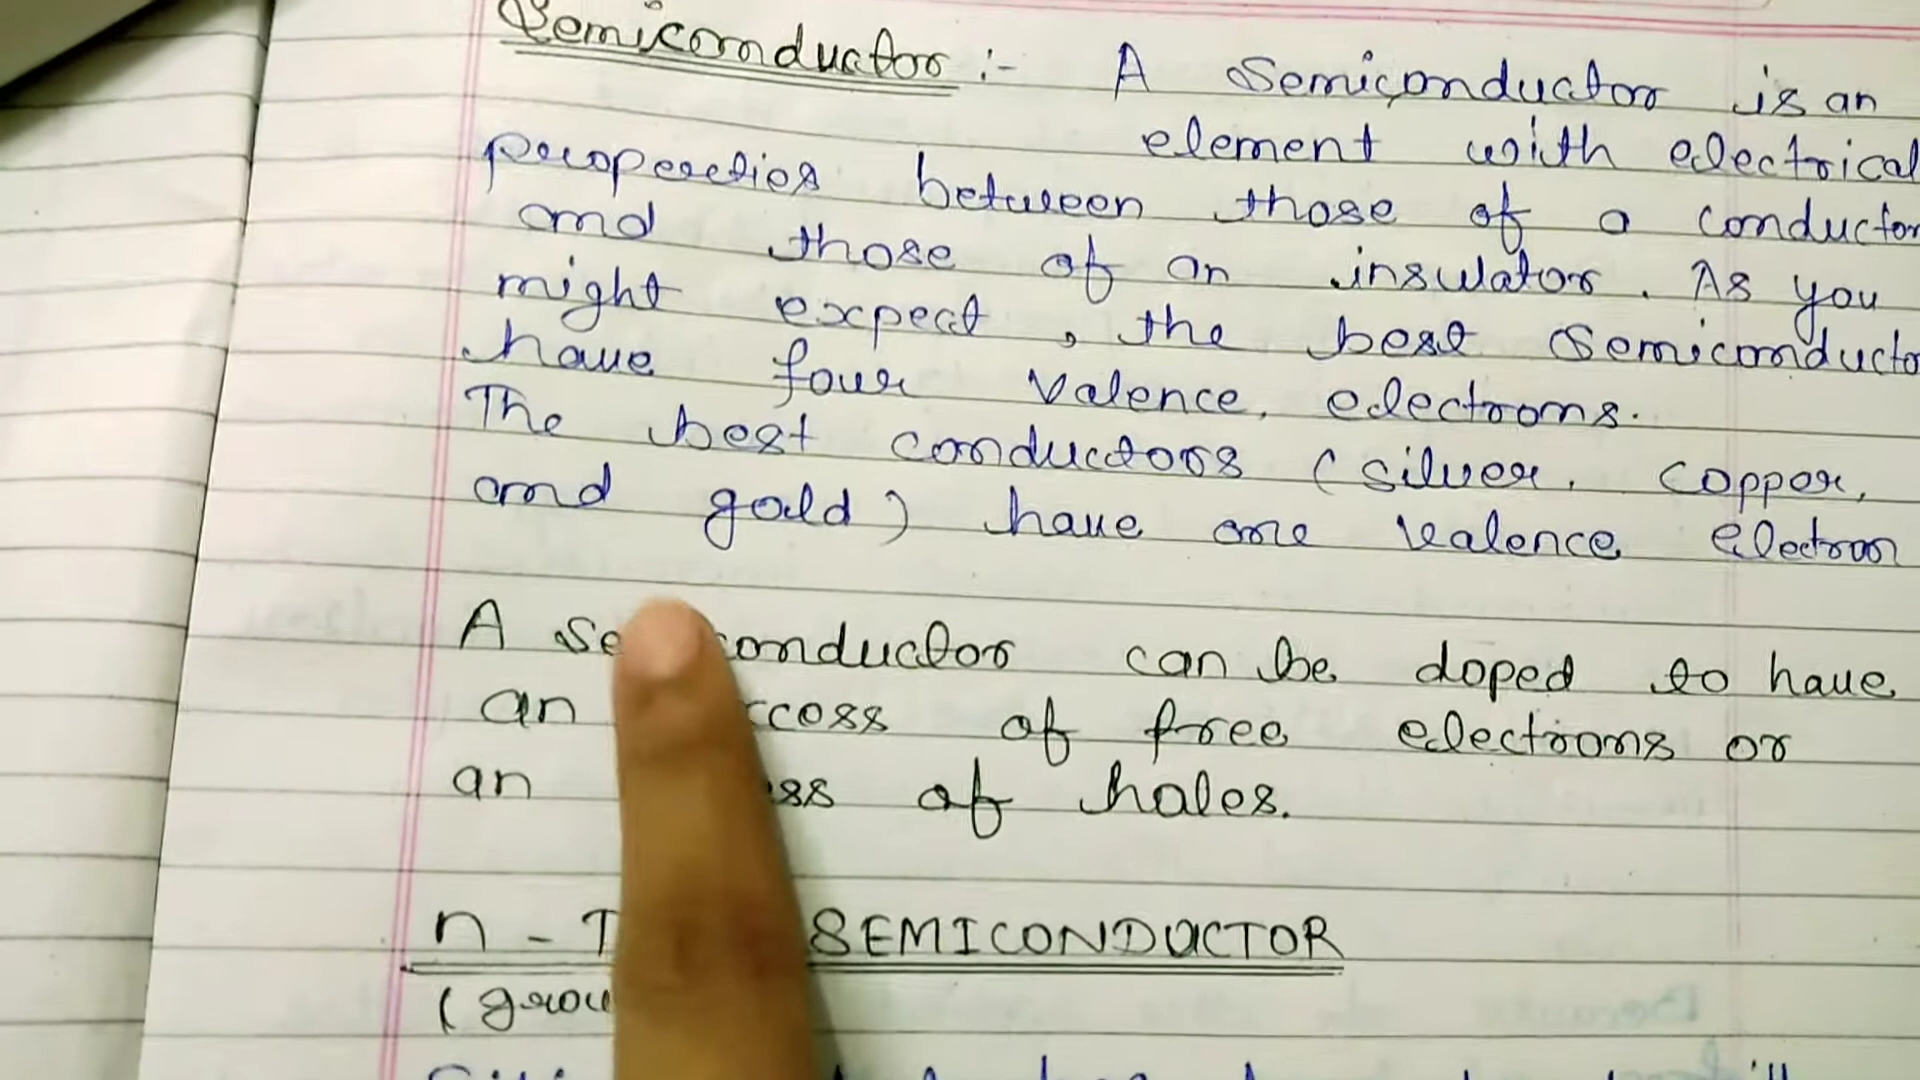 Semiconductor :- A Semiconductor is an
element with electrical
properties between those of a conductor
and those of an insulator. As you
might expect, the best Semiconducto
have four Valence electrons.
The best conductors (silver, copper,
and gold) have one valence electron
A conductor can be doped to have
an of free electrons or
an of holes.
n - SEMICONDUCTOR